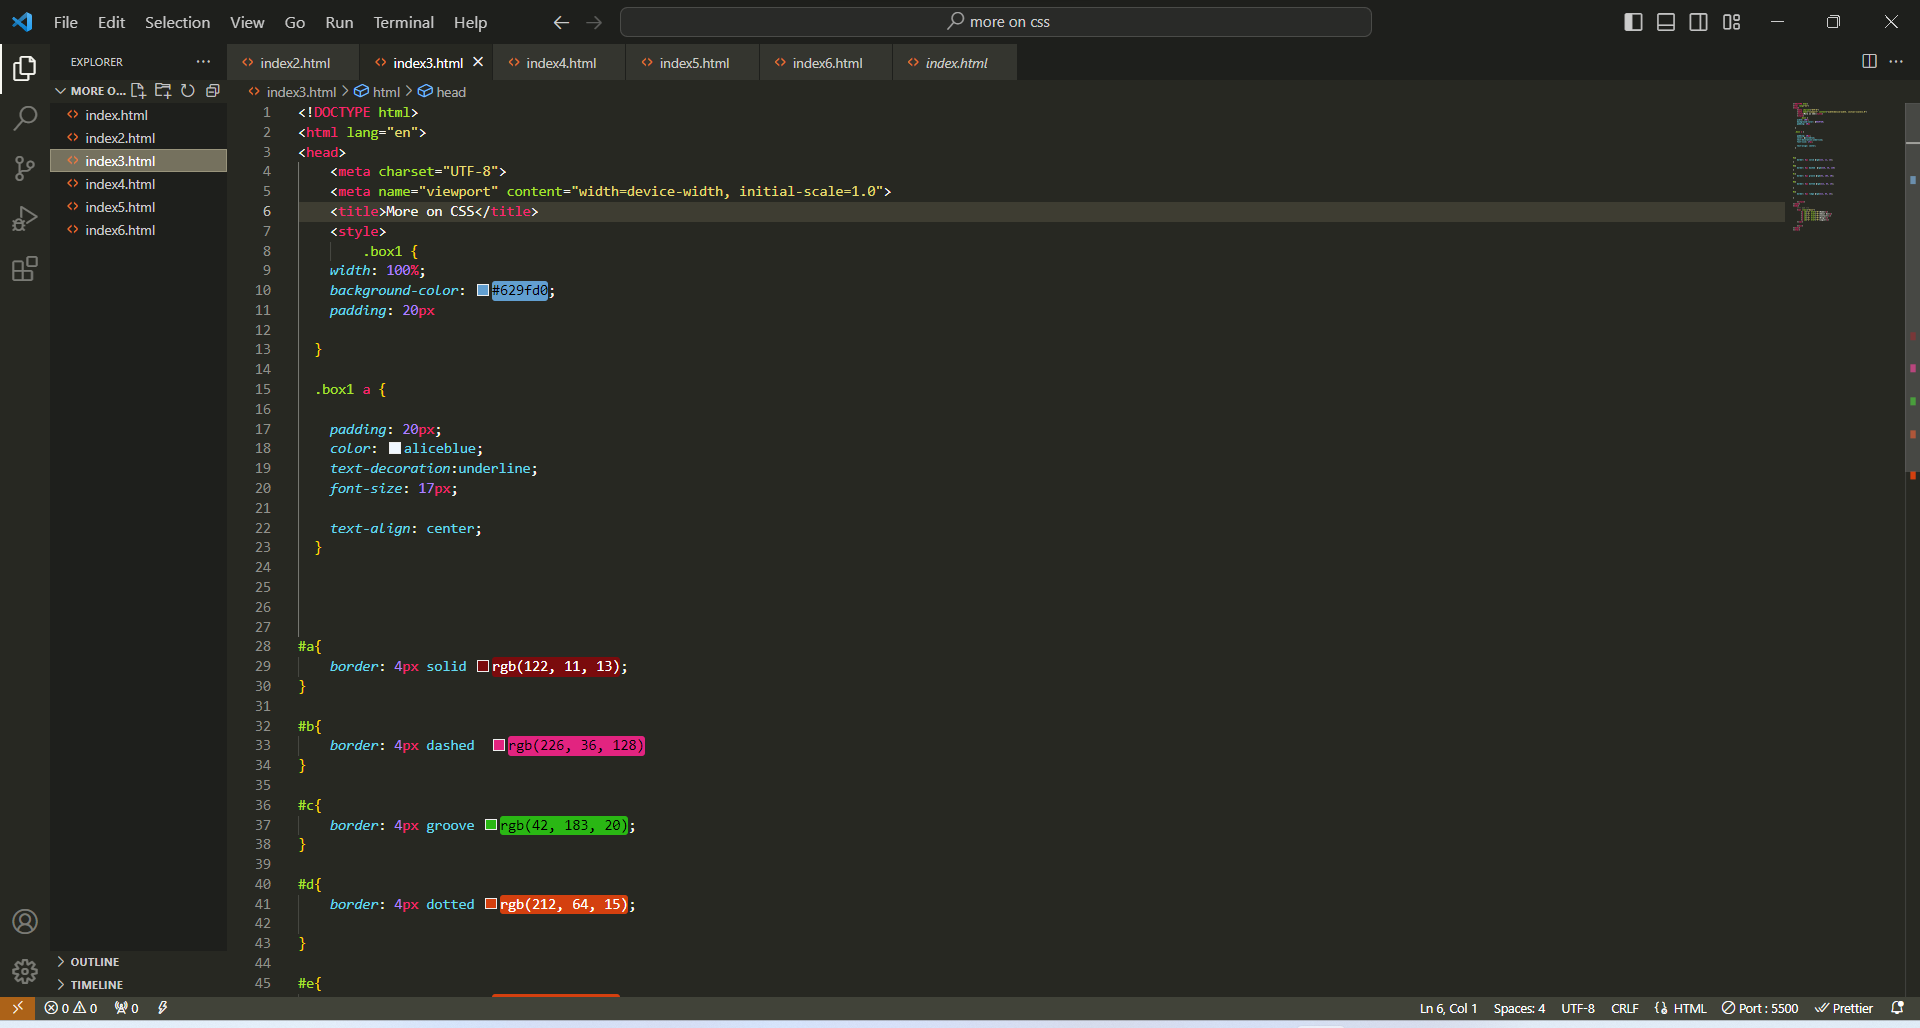 File Edit Selection View Go Run Terminal Help
more on css
EXPLORER
index2.html
index3.html
index4.html
index5.html
index6.html
index.html
MORE O...
index.html
index2.html
index3.html
index4.html
index5.html
index6.html
index3.html > html > head
1 <!DOCTYPE html>
2 <html lang="en">
3 <head>
4 <meta charset="UTF-8">
5 <meta name="viewport" content="width=device-width, initial-scale=1.0">
6 <title>More on CSS</title>
7 <style>
8 .box1 {
9 width: 100%;
10 background-color: #629fd0;
11 padding: 20px
12
13 }
14
15 .box1 a {
16
17 padding: 20px;
18 color: aliceblue;
19 text-decoration:underline;
20 font-size: 17px;
21
22 text-align: center;
23 }
24
25
26
27
28 #a{
29 border: 4px solid rgb(122, 11, 13);
30 }
31
32 #b{
33 border: 4px dashed rgb(226, 36, 128)
34 }
35
36 #c{
37 border: 4px groove rgb(42, 183, 20);
38 }
39
40 #d{
41 border: 4px dotted rgb(212, 64, 15);
42
43 }
44
45 #e{
OUTLINE
TIMELINE
0 0 0
Ln 6, Col 1 Spaces: 4 UTF-8 CRLF HTML Port : 5500 Prettier